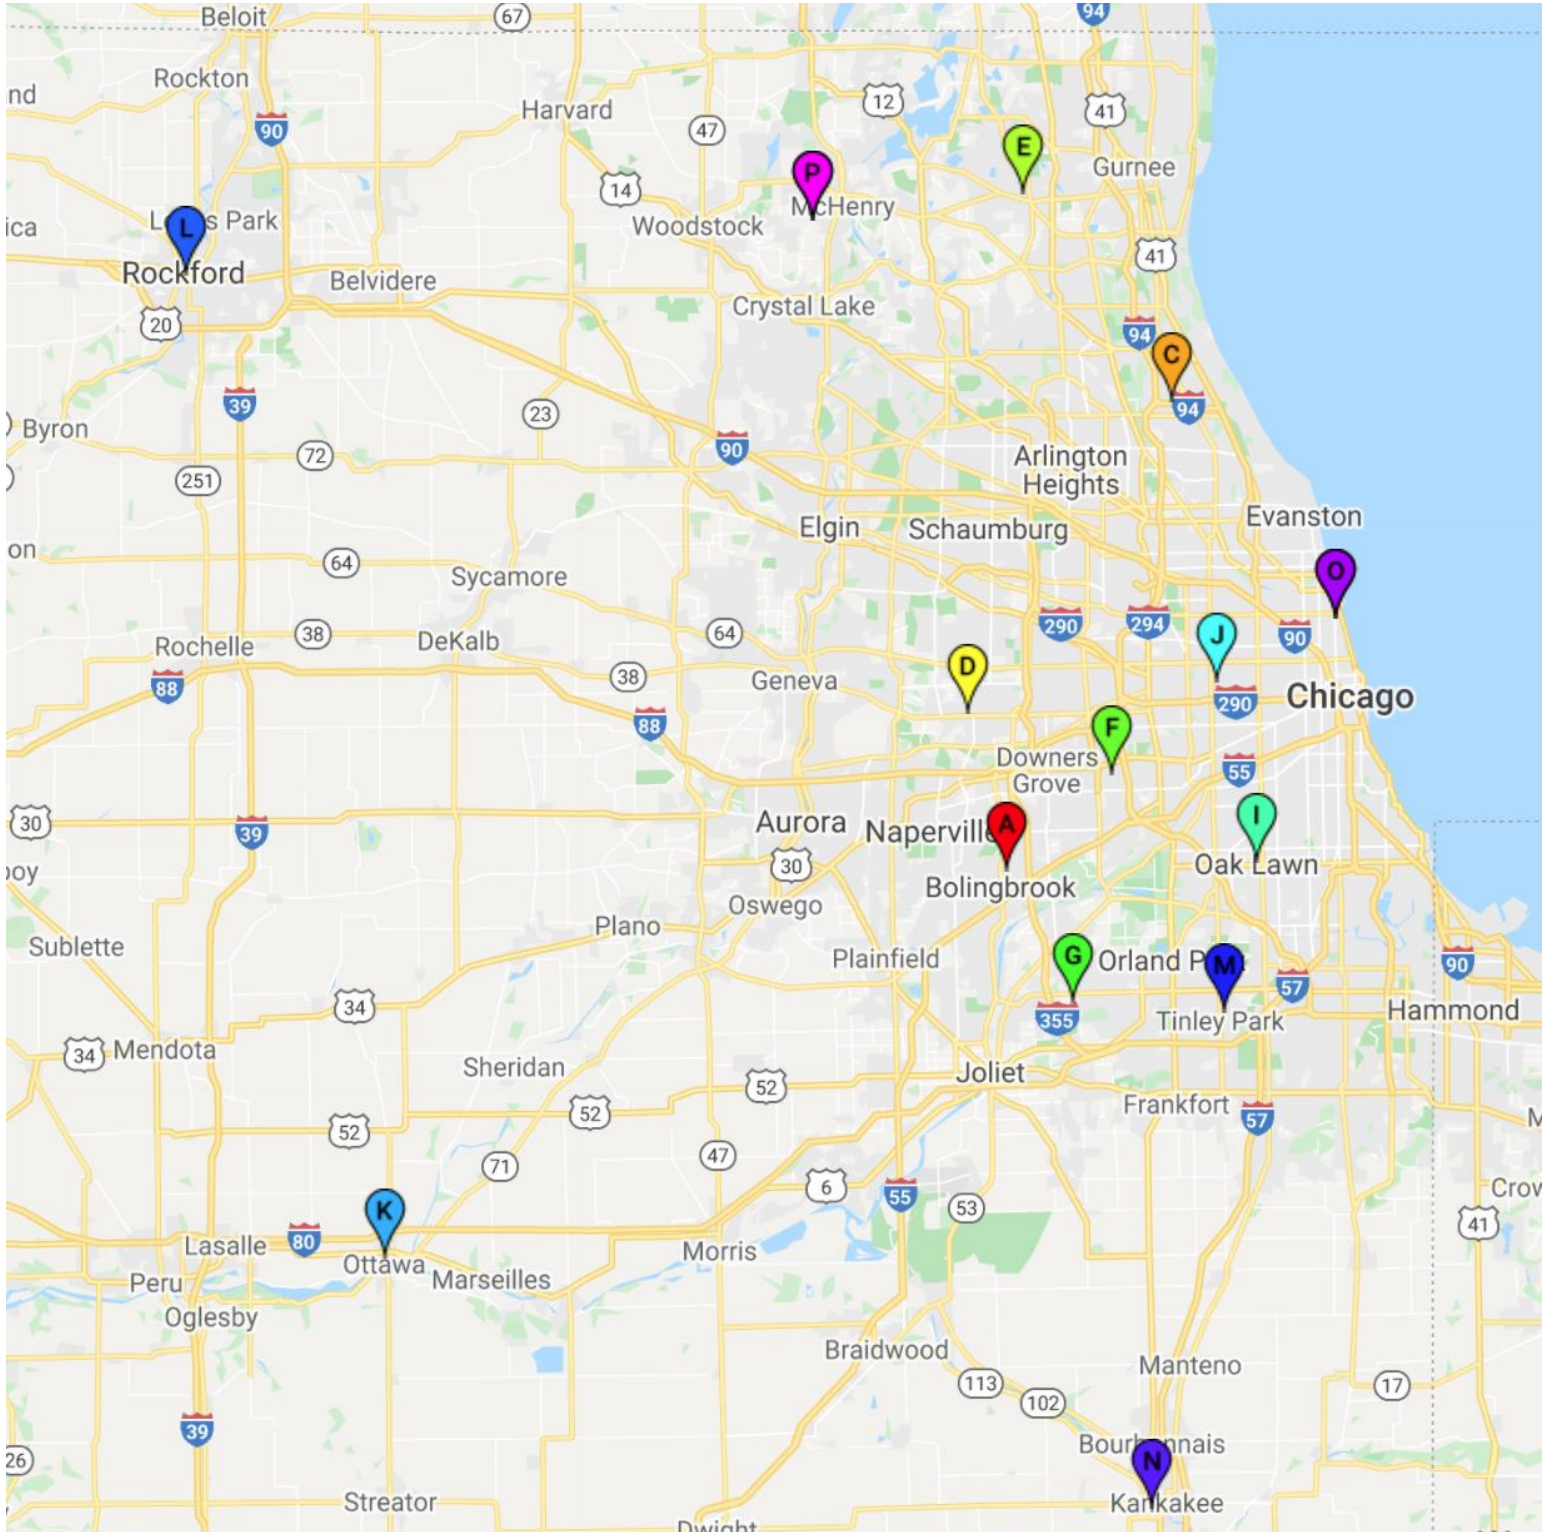 Beloit
67
94
Rockton
nd
90
Harvard
12
41
47
E
Gurnee
14
P
McHenry
Woodstock
L
s Park
ica
Rockford
Belvidere
41
Crystal Lake
20
94
C
94
39
23
Byron
90
72
251
Arlington
Heights
Evanston
Elgin
Schaumburg
on
64
Sycamore
O
Rochelle
38
DeKalb
64
290
294
J
90
88
38
Geneva
D
290
Chicago
88
F
Downers
Grove
55
30
39
Aurora
Naperville
A
I
30
Oak Lawn
Bolingbrook
oy
Oswego
Plano
Sublette
Plainfield
G
Orland P
M
90
57
34
355
Tinley Park
Hammond
34
Mendota
Sheridan
Joliet
52
52
Frankfort
57
52
47
71
6
55
53
Crow
41
K
Lasalle
80
Ottawa
Marseilles
Morris
Peru
Oglesby
Braidwood
Manteno
113
102
17
39
Bourbonnais
26
N
Streator
Kankakee
Dwight